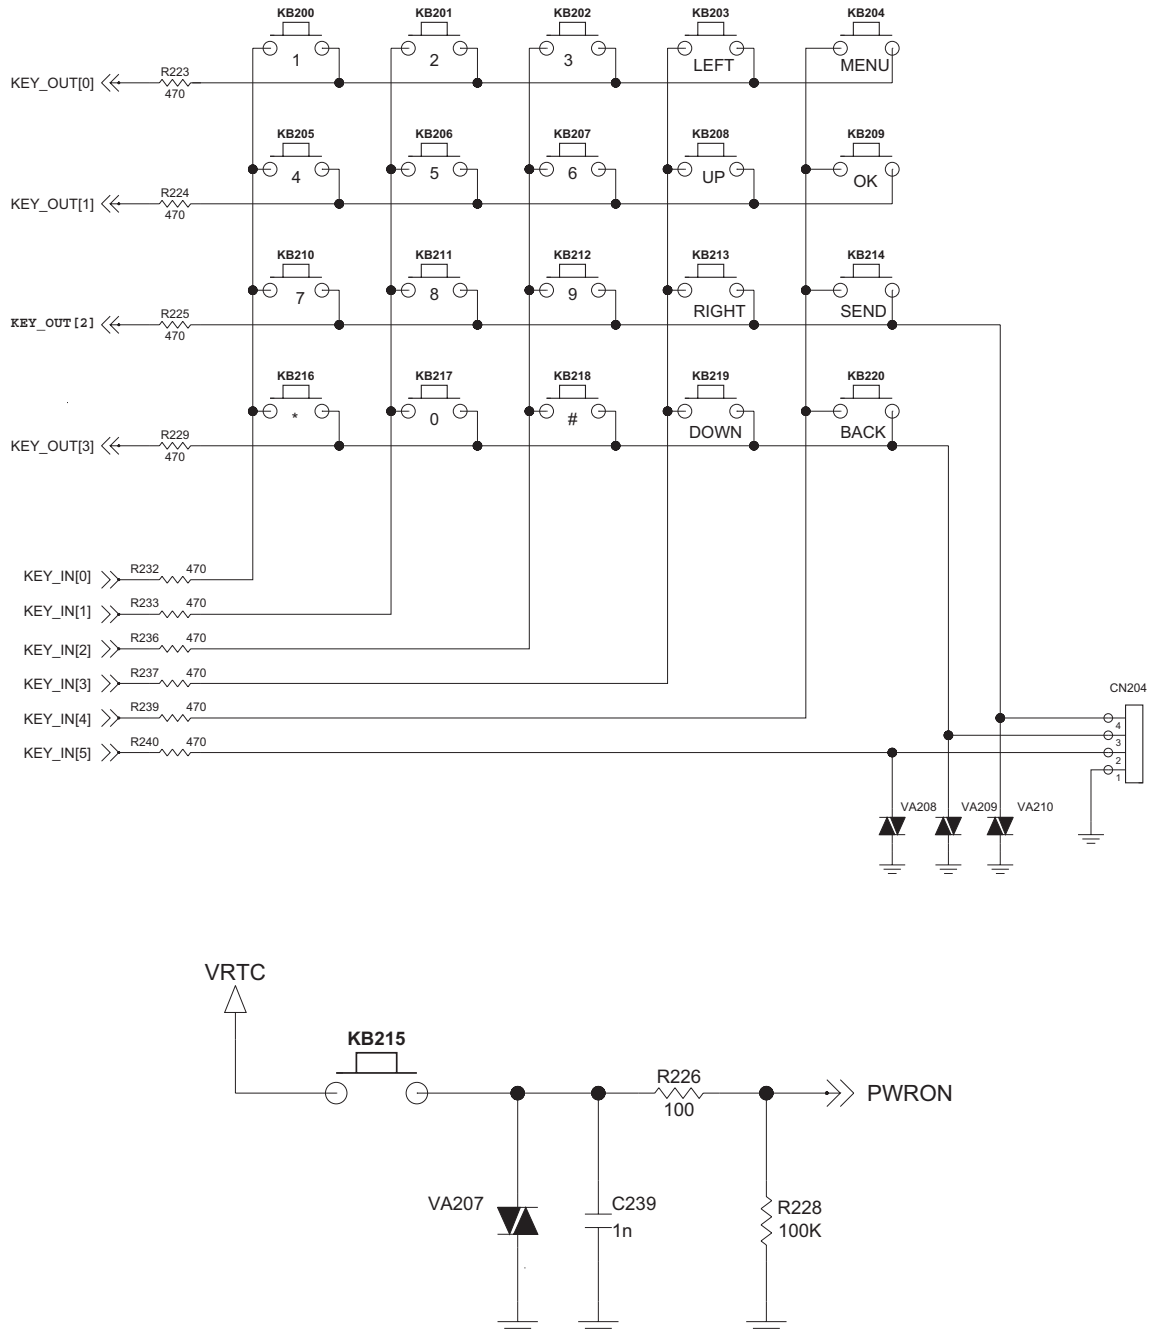 KB200 KB201 KB202 KB203 KB204
1 2 3 LEFT MENU
KEY_OUT[0] R223 470
KB205 KB206 KB207 KB208 KB209
4 5 6 UP OK
KEY_OUT[1] R224 470
KB210 KB211 KB212 KB213 KB214
7 8 9 RIGHT SEND
KEY_OUT[2] R225 470
KB216 KB217 KB218 KB219 KB220
* 0 # DOWN BACK
KEY_OUT[3] R229 470
KEY_IN[0] R232 470
KEY_IN[1] R233 470
KEY_IN[2] R236 470
KEY_IN[3] R237 470
KEY_IN[4] R239 470
KEY_IN[5] R240 470
CN204
4
3
2
1
VA208 VA209 VA210
VRTC
KB215
R226
100
PWRON
VA207
C239
1n
R228
100K